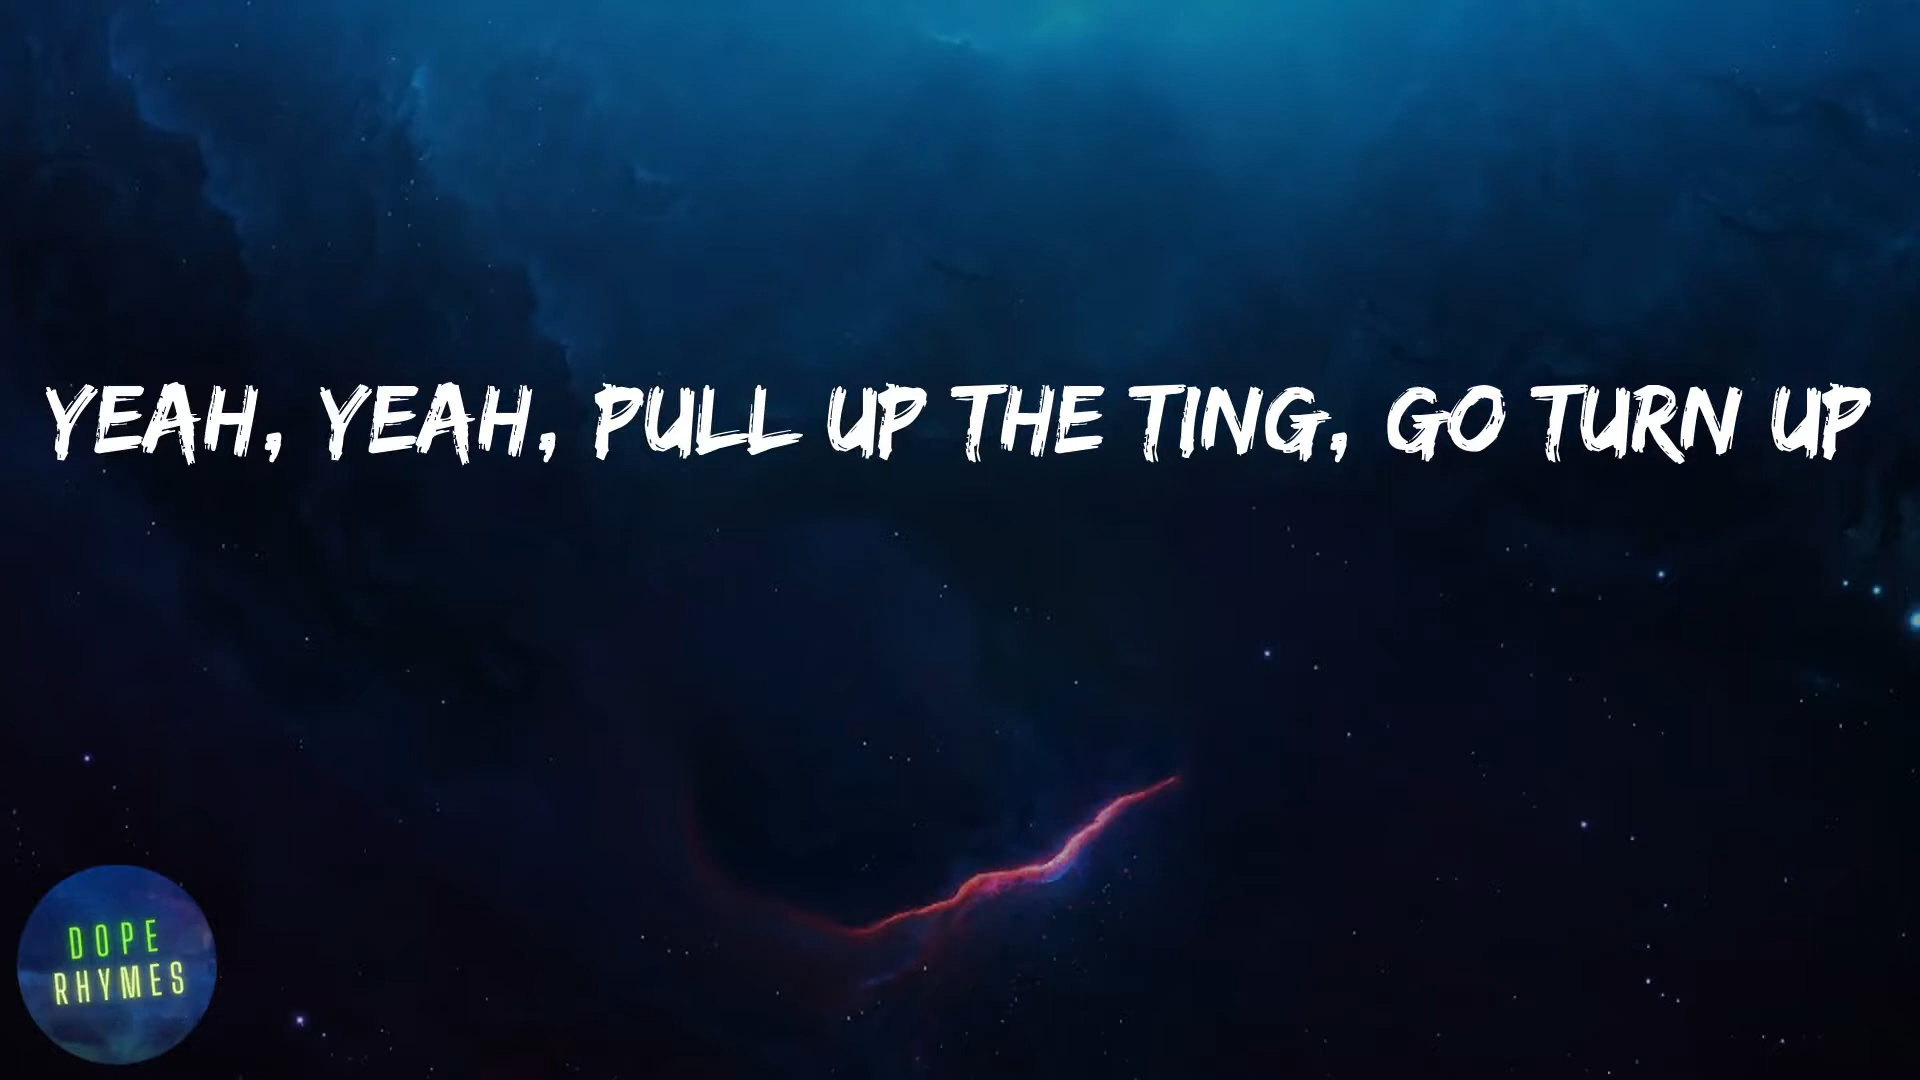 YEAH, YEAH, PULL UP THE TING, GO TURN UP
DOPE
RHYMES